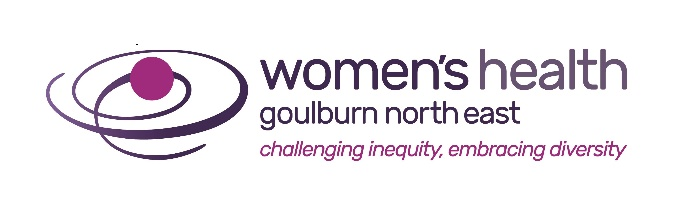 women's health
goulburn north east
challenging inequity, embracing diversity